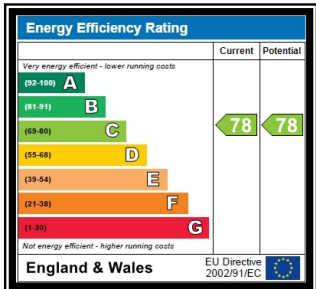 Energy Efficiency Rating
Current Potential
Very energy efficient - lower running costs
(92-100) A
(81-91) B
(69-80) C 78 78
(55-68) D
(39-54) E
(21-38) F
(1-20) G
Not energy efficient - higher running costs
England & Wales
EU Directive
2002/91/EC